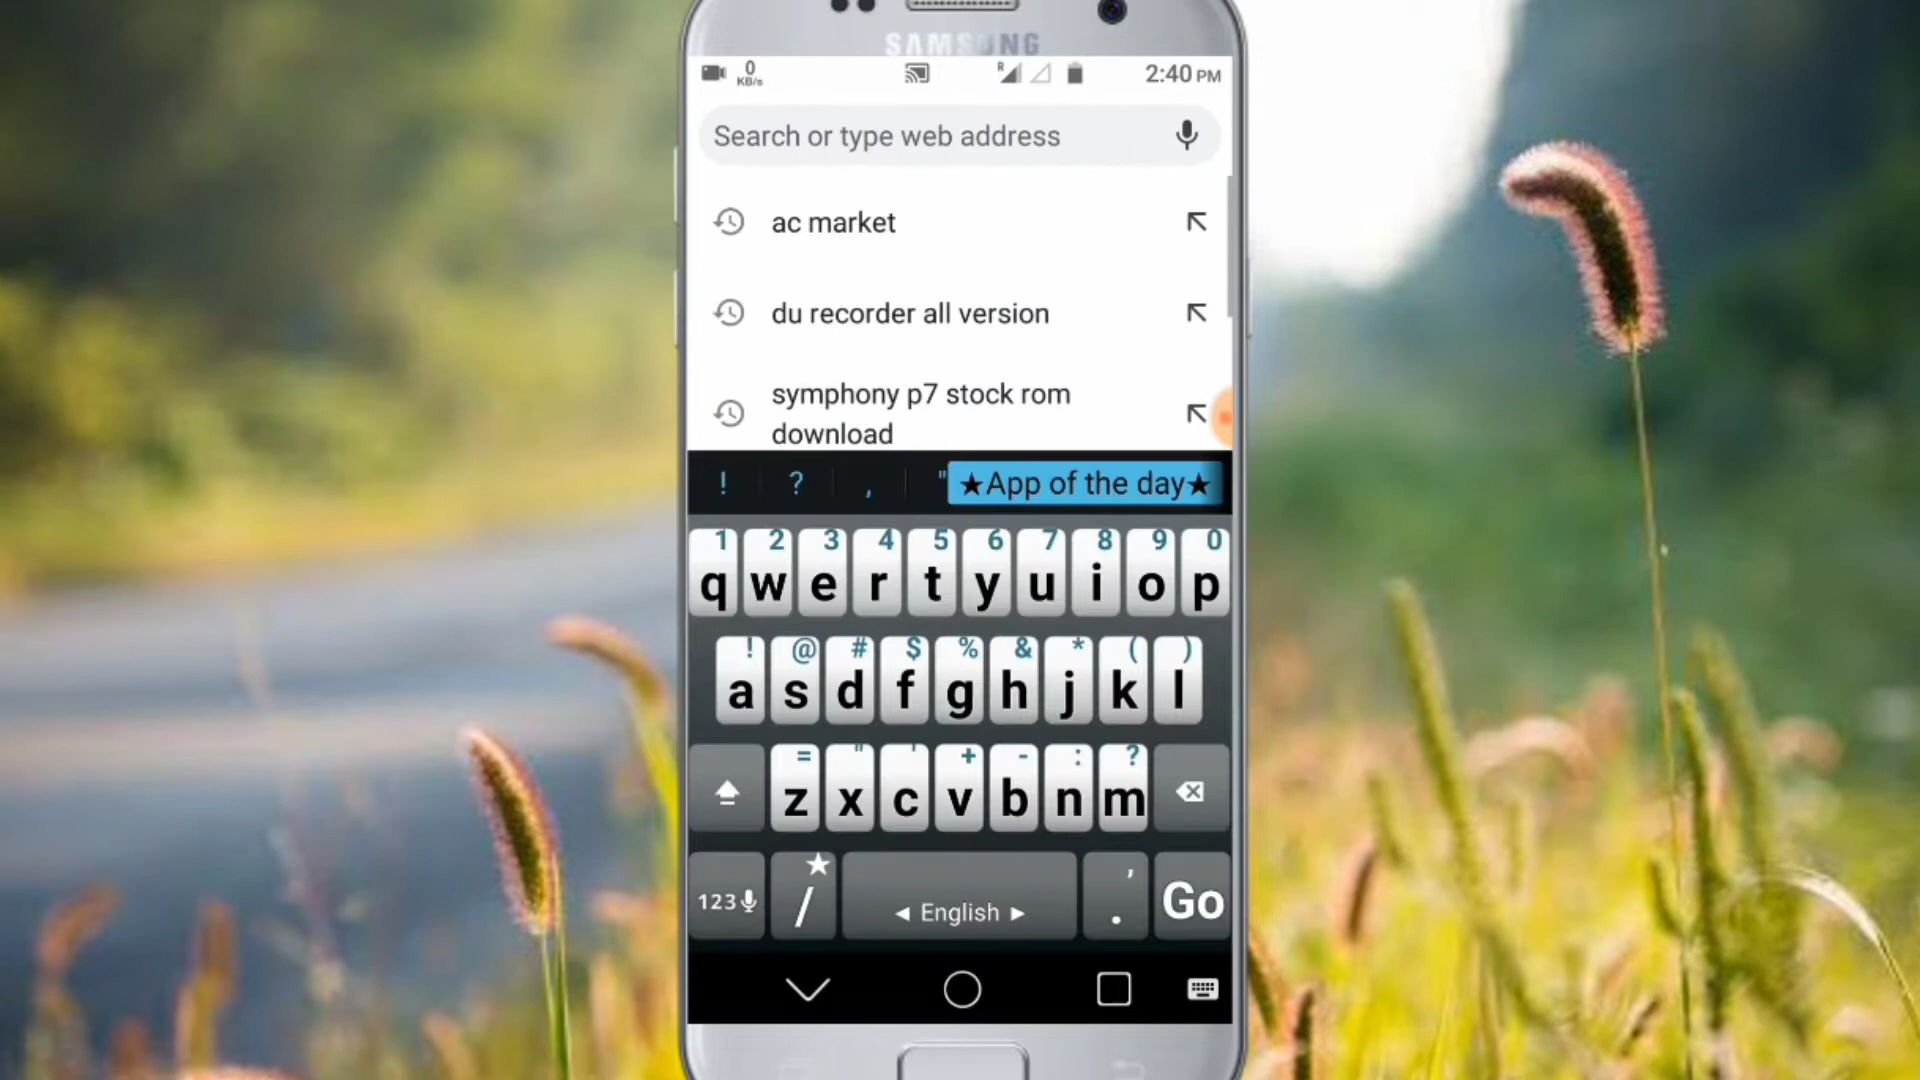 SAMSUNG
0
KB/s
R
2:40 PM
Search or type web address
ac market
du recorder all version
symphony p7 stock rom
download
! ? , " ★App of the day★
1 2 3 4 5 6 7 8 9 0
q w e r t y u i o p
! @ # $ % & * ( )
a s d f g h j k l
= " ' + - : ?
z x c v b n m
★ ,
123 / ◄ English ► . Go